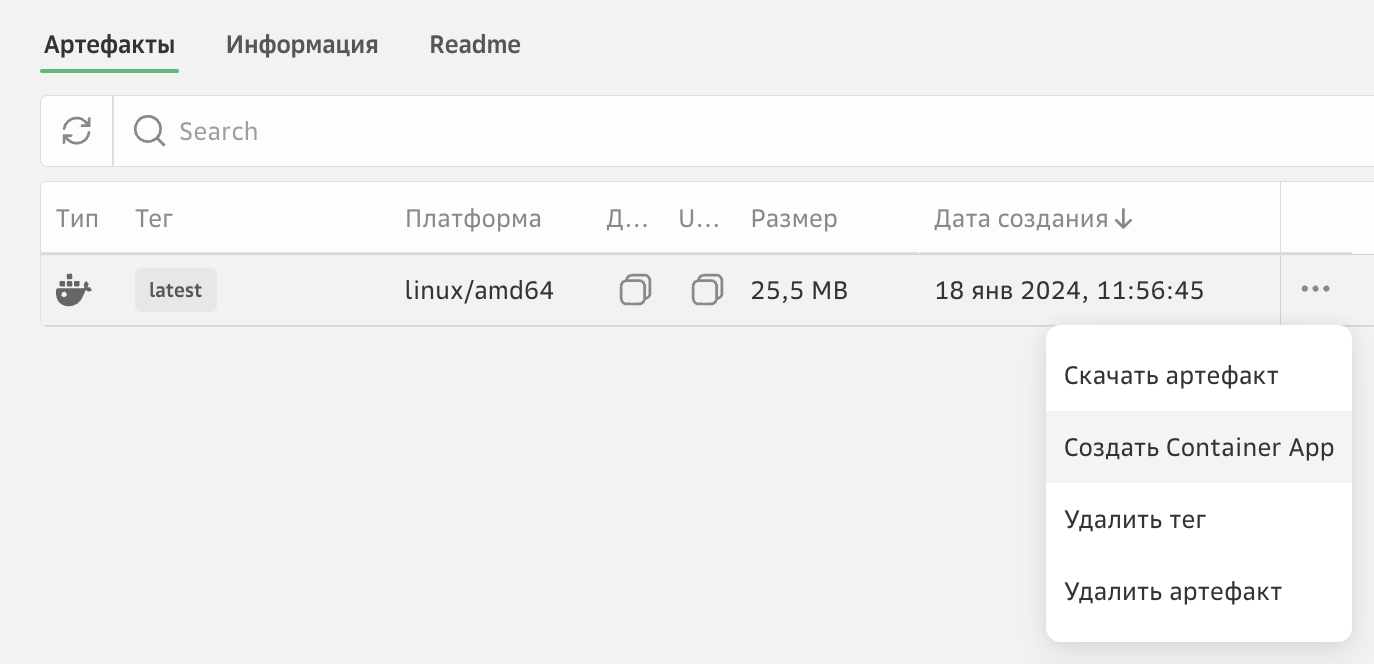 Артефакты Информация Readme
Search
Тип Тег Платформа Д... U... Размер Дата создания
latest linux/amd64 25,5 MB 18 янв 2024, 11:56:45
Скачать артефакт
Создать Container App
Удалить тег
Удалить артефакт